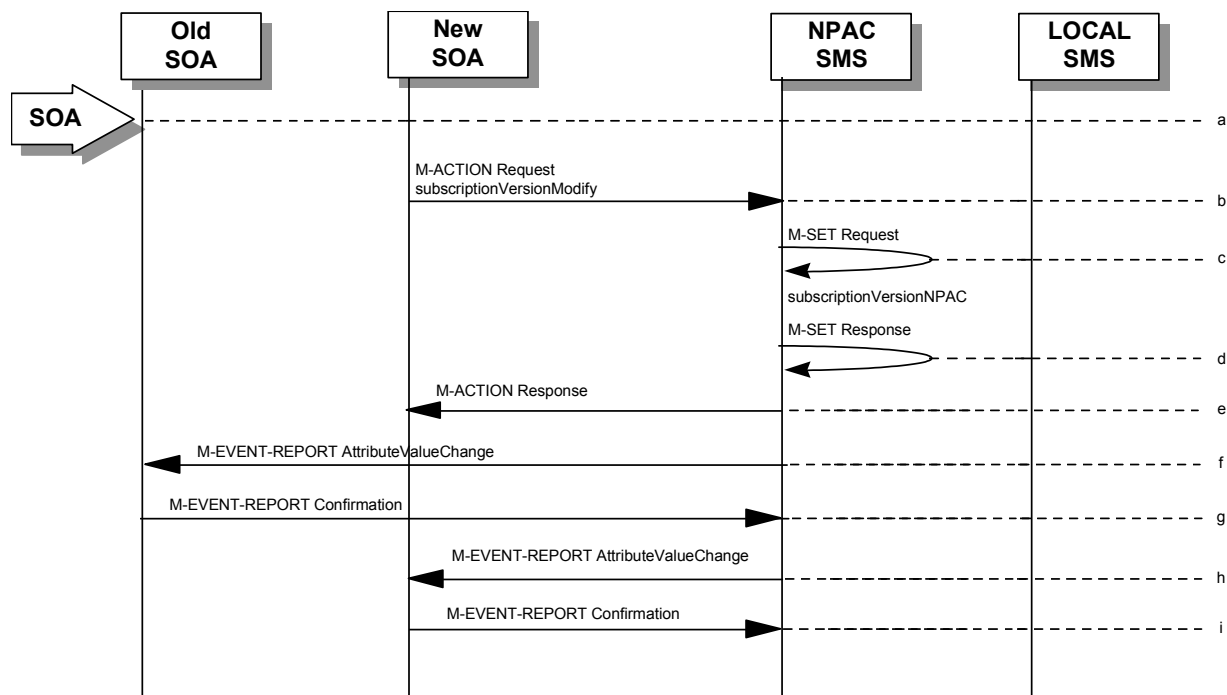 Old
SOA
New
SOA
NPAC
SMS
LOCAL
SMS
SOA
a
M-ACTION Request
subscriptionVersionModify
b
M-SET Request
c
subscriptionVersionNPAC
M-SET Response
d
M-ACTION Response
e
M-EVENT-REPORT AttributeValueChange
f
M-EVENT-REPORT Confirmation
g
M-EVENT-REPORT AttributeValueChange
h
M-EVENT-REPORT Confirmation
i